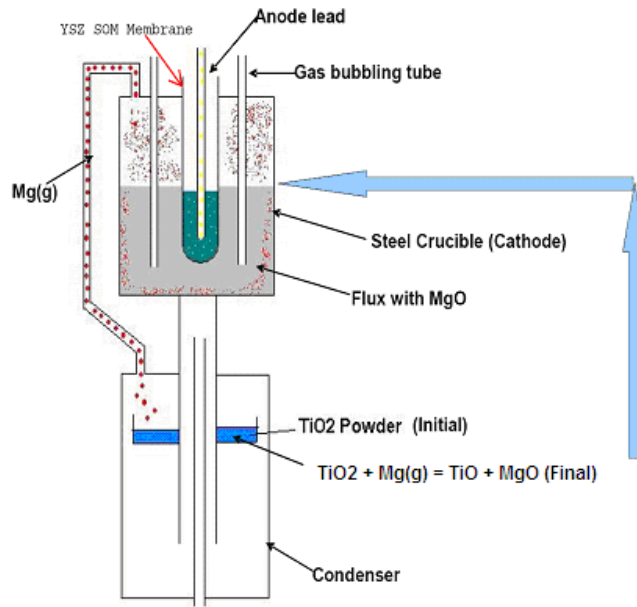 YSZ SOM Membrane
Anode lead
Gas bubbling tube
Mg(g)
Steel Crucible (Cathode)
Flux with MgO
TiO2 Powder (Initial)
TiO2 + Mg(g) = TiO + MgO (Final)
Condenser